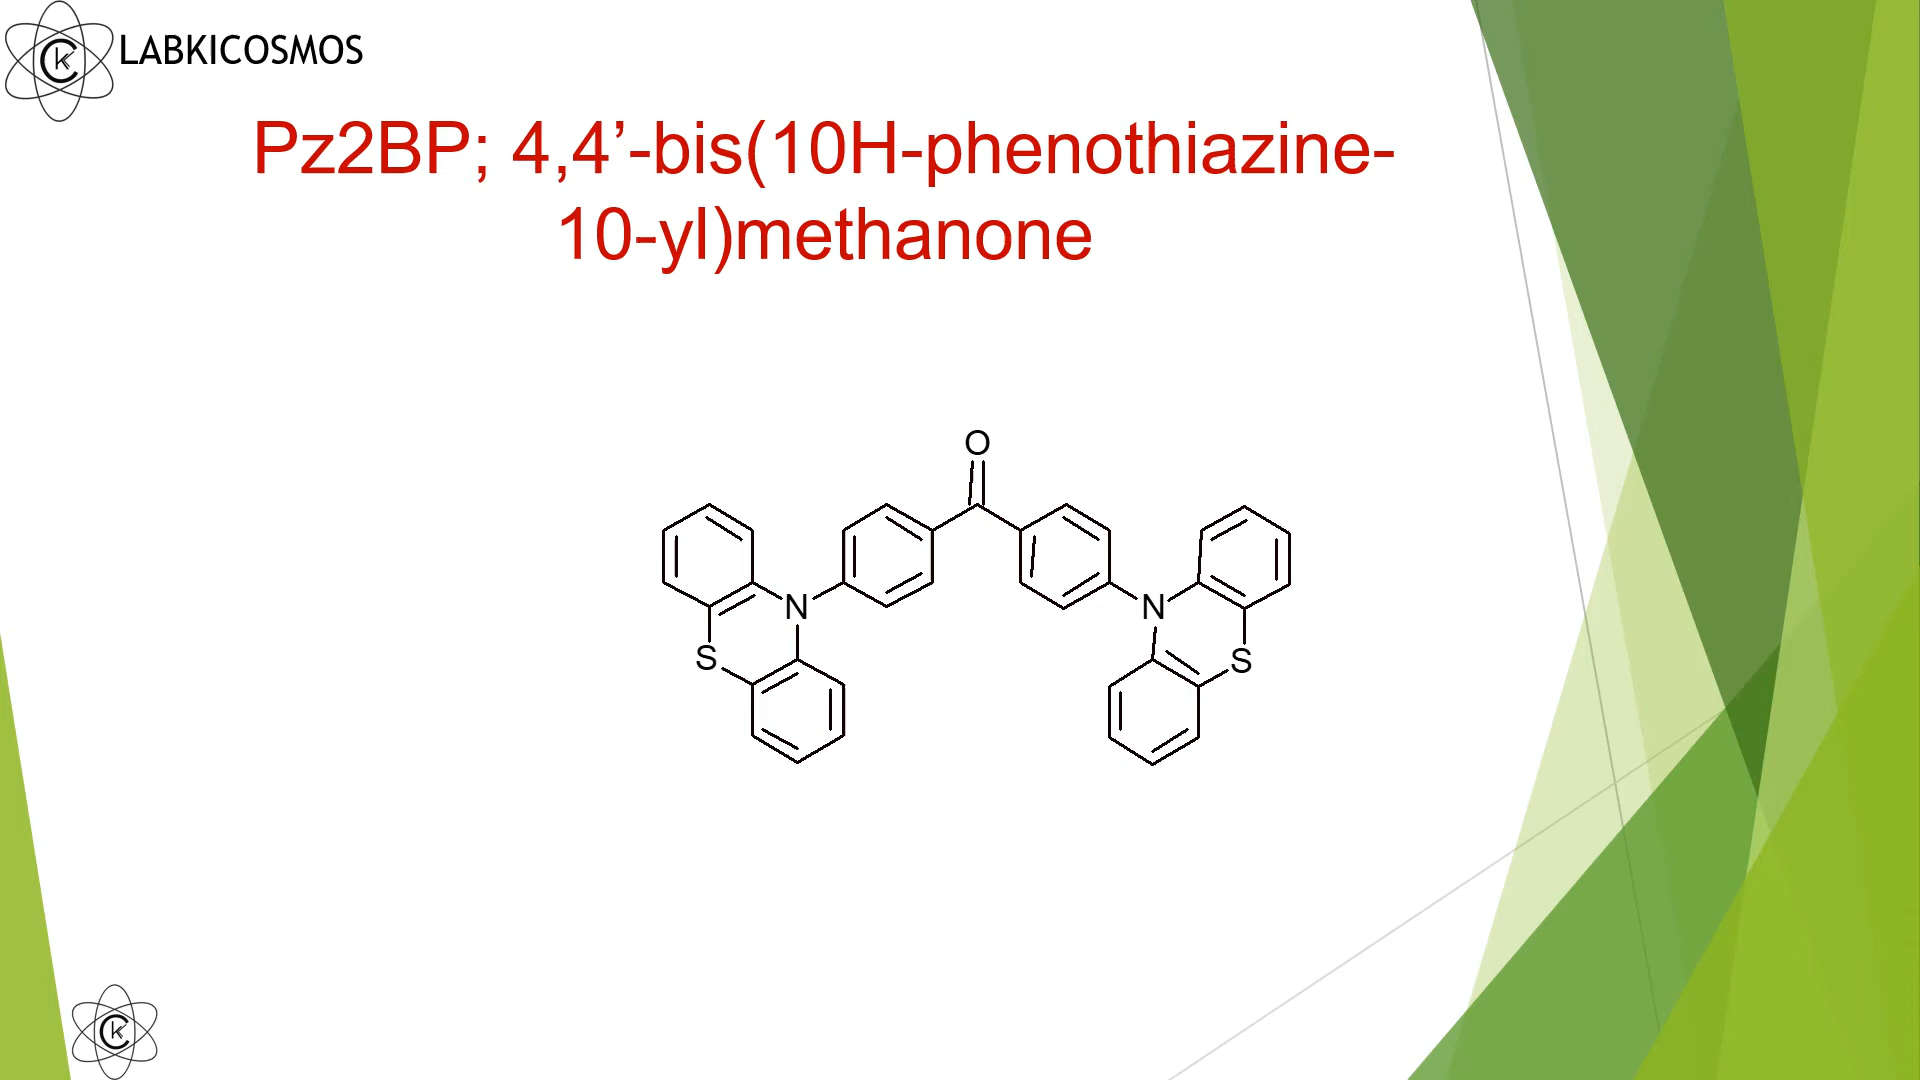 LABKICOSMOS
Pz2BP; 4,4’-bis(10H-phenothiazine-
10-yl)methanone
O
N
N
S
S